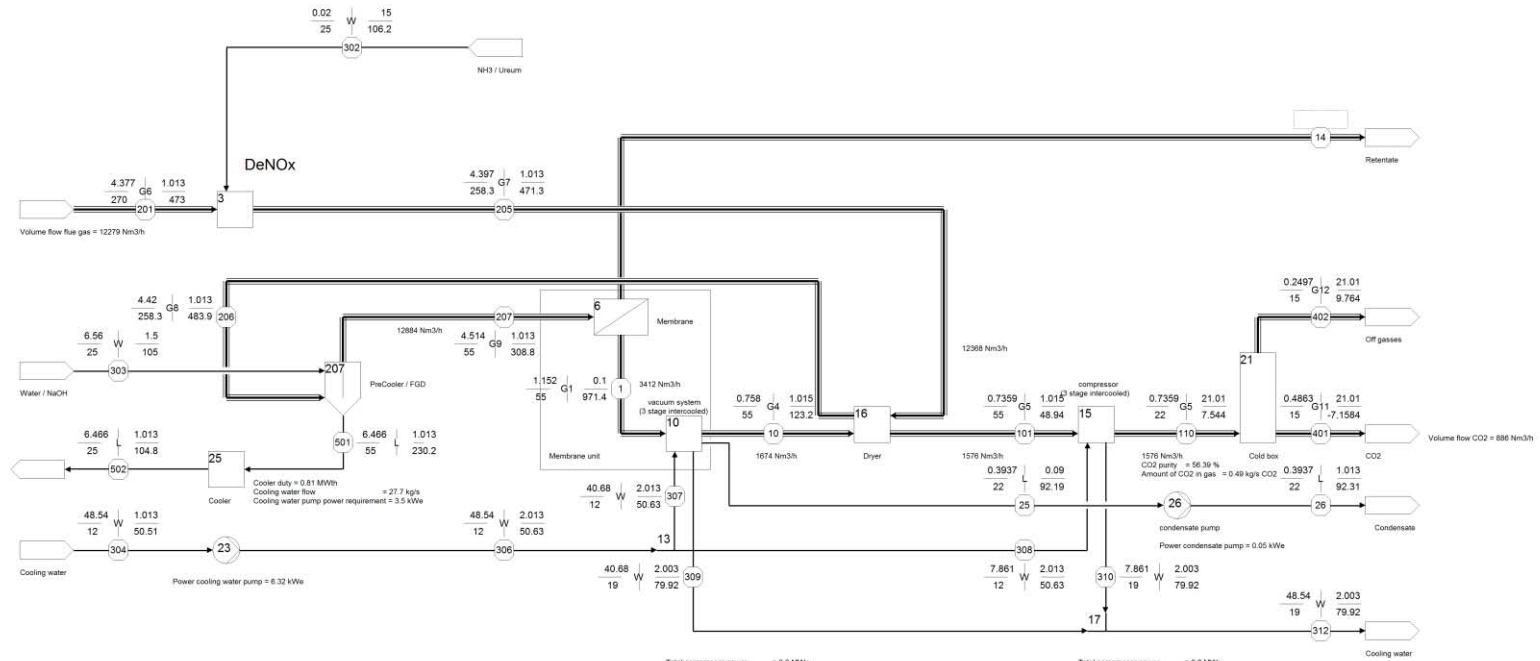 0.02 W 15
25 106.2
302
NH3 / Ureum
14
Retentate
DeNOx
4.377 G6 1.013
270 473
201
3
4.397 G7 1.013
258.3 471.3
205
Volume flow flue gas = 12279 Nm3/h
4.42 G8 1.013
258.3 483.9
206
12884 Nm3/h
207
4.514 G9 1.013
55 308.8
6
Membrane
0.2497 G12 21.01
15 9.764
402
Off gasses
6.56 W 1.5
25 105
303
Water / NaOH
207
PreCooler / FGD
12368 Nm3/h
1.152 G1 0.1
55 971.4
1
3412 Nm3/h
vacuum system
(3 stage intercooled)
10
Membrane unit
0.758 G4 1.015
55 123.2
10
1674 Nm3/h
16
Dryer
0.7359 G5 1.015
55 48.94
101
1576 Nm3/h
compressor
(3 stage intercooled)
15
0.7359 G5 21.01
22 7.544
110
1576 Nm3/h
CO2 purity = 56.39 %
Amount of CO2 in gas = 0.49 kg/s CO2
21
Cold box
0.4863 G11 21.01
15 -7.1584
401
CO2
Volume flow CO2 = 886 Nm3/h
6.466 L 1.013
25 104.8
502
25
Cooler
501
6.466 L 1.013
55 230.2
Cooler duty = 0.81 MWth
Cooling water flow = 27.7 kg/s
Cooling water pump power requirement = 3.5 kWe
40.68 W 2.013
12 50.63
307
0.3937 L 0.09
22 92.19
25
26
condensate pump
Power condensate pump = 0.05 kWe
0.3937 L 1.013
22 92.31
26
Condensate
48.54 W 1.013
12 50.51
304
Cooling water
23
Power cooling water pump = 6.32 kWe
48.54 W 2.013
12 50.63
306
13
308
40.68 W 2.003
19 79.92
309
7.861 W 2.013
12 50.63
310
7.861 W 2.003
19 79.92
17
48.54 W 2.003
19 79.92
312
Cooling water